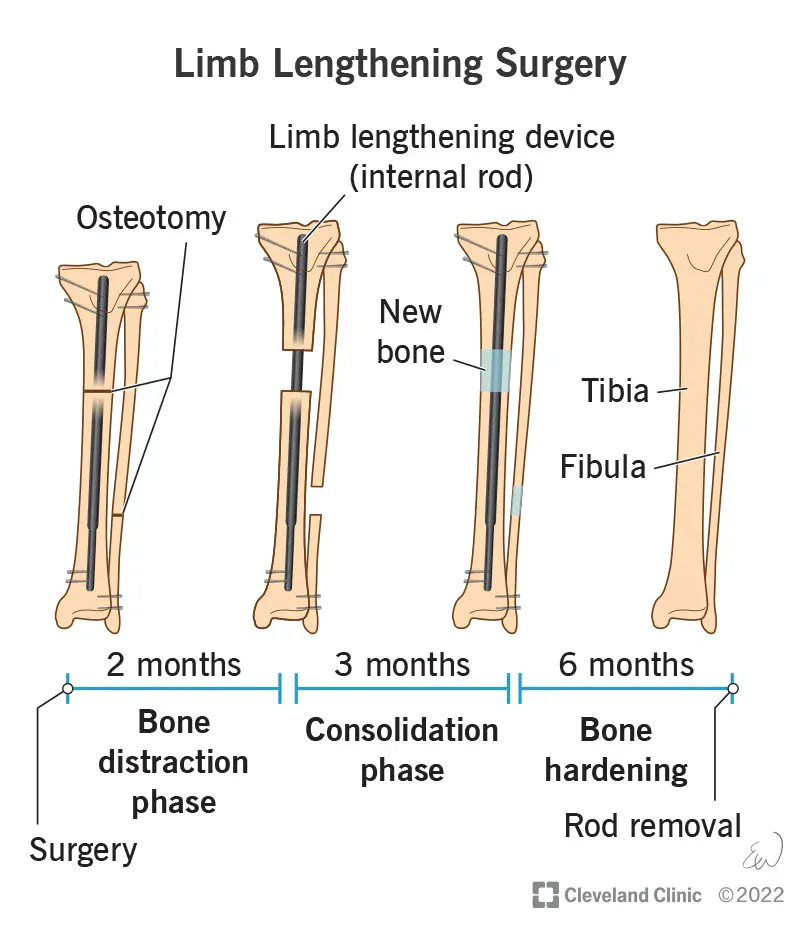 Limb Lengthening Surgery
Limb lengthening device
(internal rod)
Osteotomy
New
bone
Tibia
Fibula
2 months
3 months
6 months
Bone
distraction
phase
Consolidation
phase
Bone
hardening
Surgery
Rod removal
Cleveland Clinic ©2022